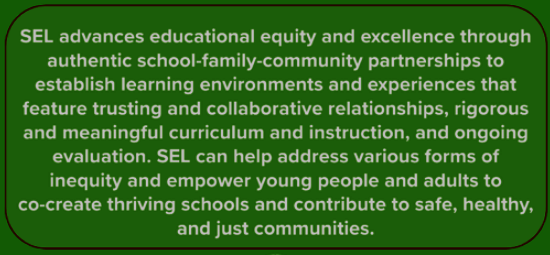 SEL advances educational equity and excellence through
authentic school-family-community partnerships to
establish learning environments and experiences that
feature trusting and collaborative relationships, rigorous
and meaningful curriculum and instruction, and ongoing
evaluation. SEL can help address various forms of
inequity and empower young people and adults to
co-create thriving schools and contribute to safe, healthy,
and just communities.